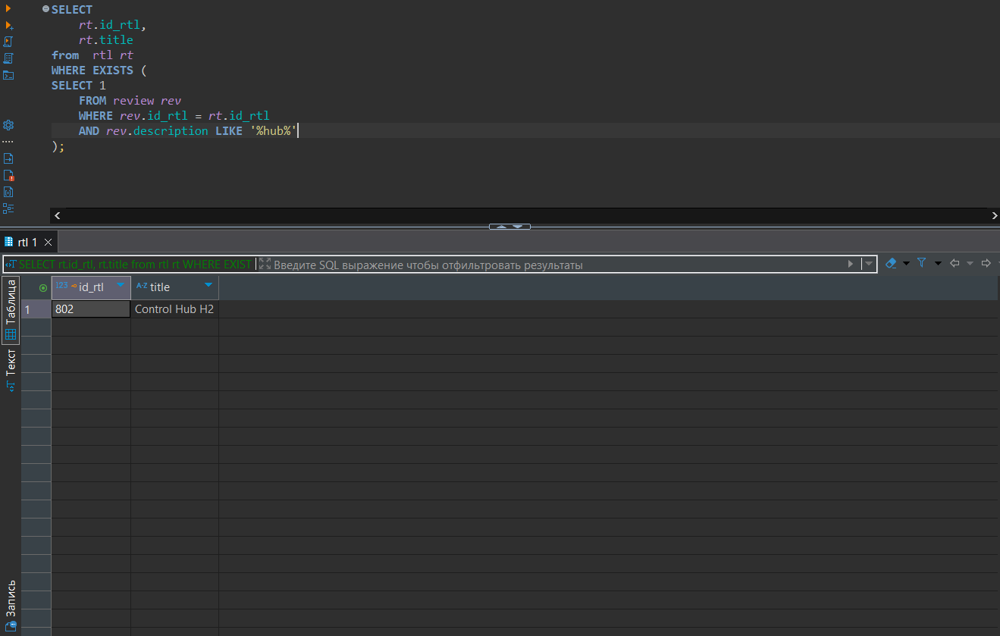 SELECT
rt.id_rtl,
rt.title
from rtl rt
WHERE EXISTS (
SELECT 1
FROM review rev
WHERE rev.id_rtl = rt.id_rtl
AND rev.description LIKE '%hub%'
);
rtl 1
SELECT rt.id_rtl, rt.title from rtl rt WHERE EXIST
Введите SQL выражение чтобы отфильтровать результаты
Таблица
123 id_rtl
A-Z title
1 802 Control Hub H2
Текст
Запись